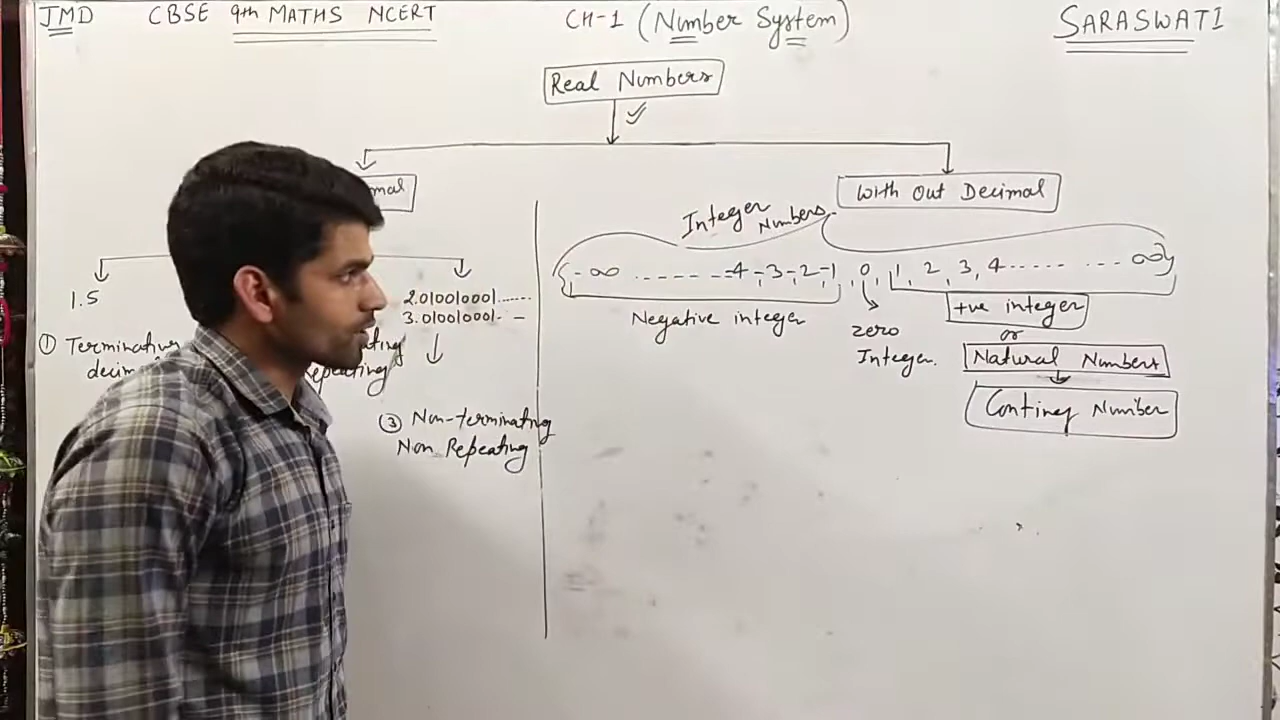 JMD CBSE 9th MATHS NCERT CH-1 (Number System) SARASWATI
Real Numbers
With Out Decimal
Integer Numbers
-∞ ------- -4, -3, -2, -1, 0, 1, 2, 3, 4...... ... ∞
Negative integer
zero
Integer.
+ve integer
or
Natural Numbers
Conting Number
1.5
2.010010001......
3.010010001- -
① Terminating
③ Non-terminating
Non Repeating